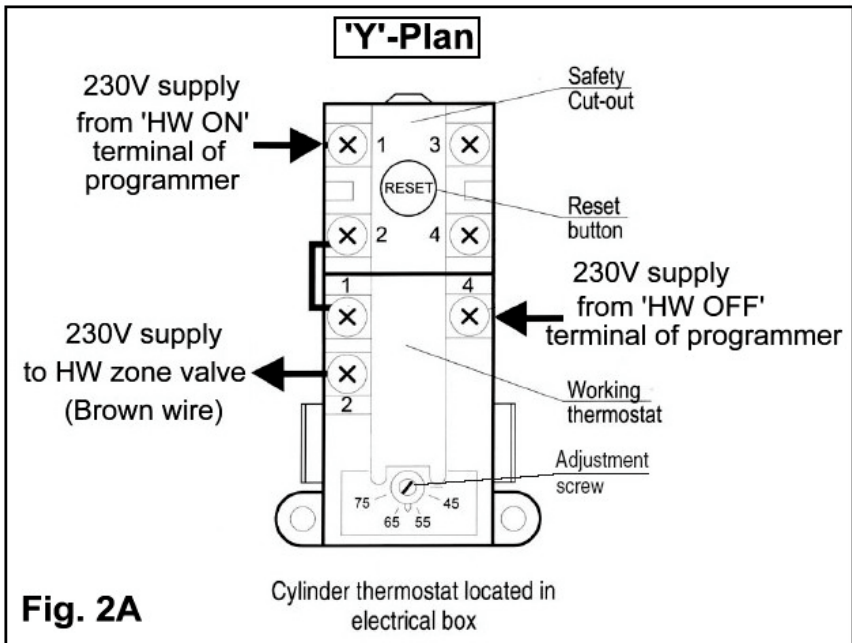 'Y'-Plan
230V supply
from 'HW ON'
terminal of
programmer
Safety
Cut-out
1
3
RESET
Reset
button
2
4
1
4
230V supply
from 'HW OFF'
terminal of programmer
230V supply
to HW zone valve
(Brown wire)
2
Working
thermostat
Adjustment
screw
75
45
65
55
Cylinder thermostat located in
electrical box
Fig. 2A